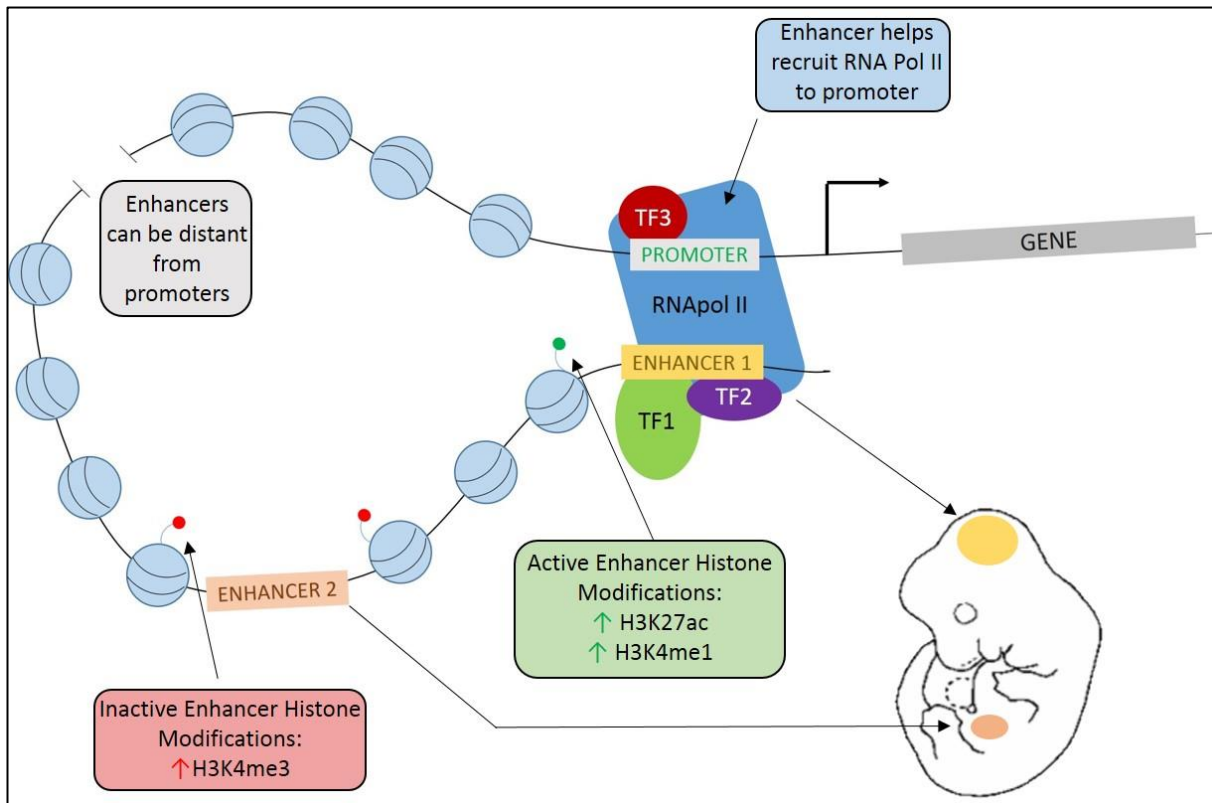 Enhancer helps
recruit RNA Pol II
to promoter
Enhancers
can be distant
from
promoters
TF3
PROMOTER
GENE
RNApol II
ENHANCER 1
TF2
TF1
ENHANCER 2
Active Enhancer Histone
Modifications:
↑ H3K27ac
↑ H3K4me1
Inactive Enhancer Histone
Modifications:
↑H3K4me3